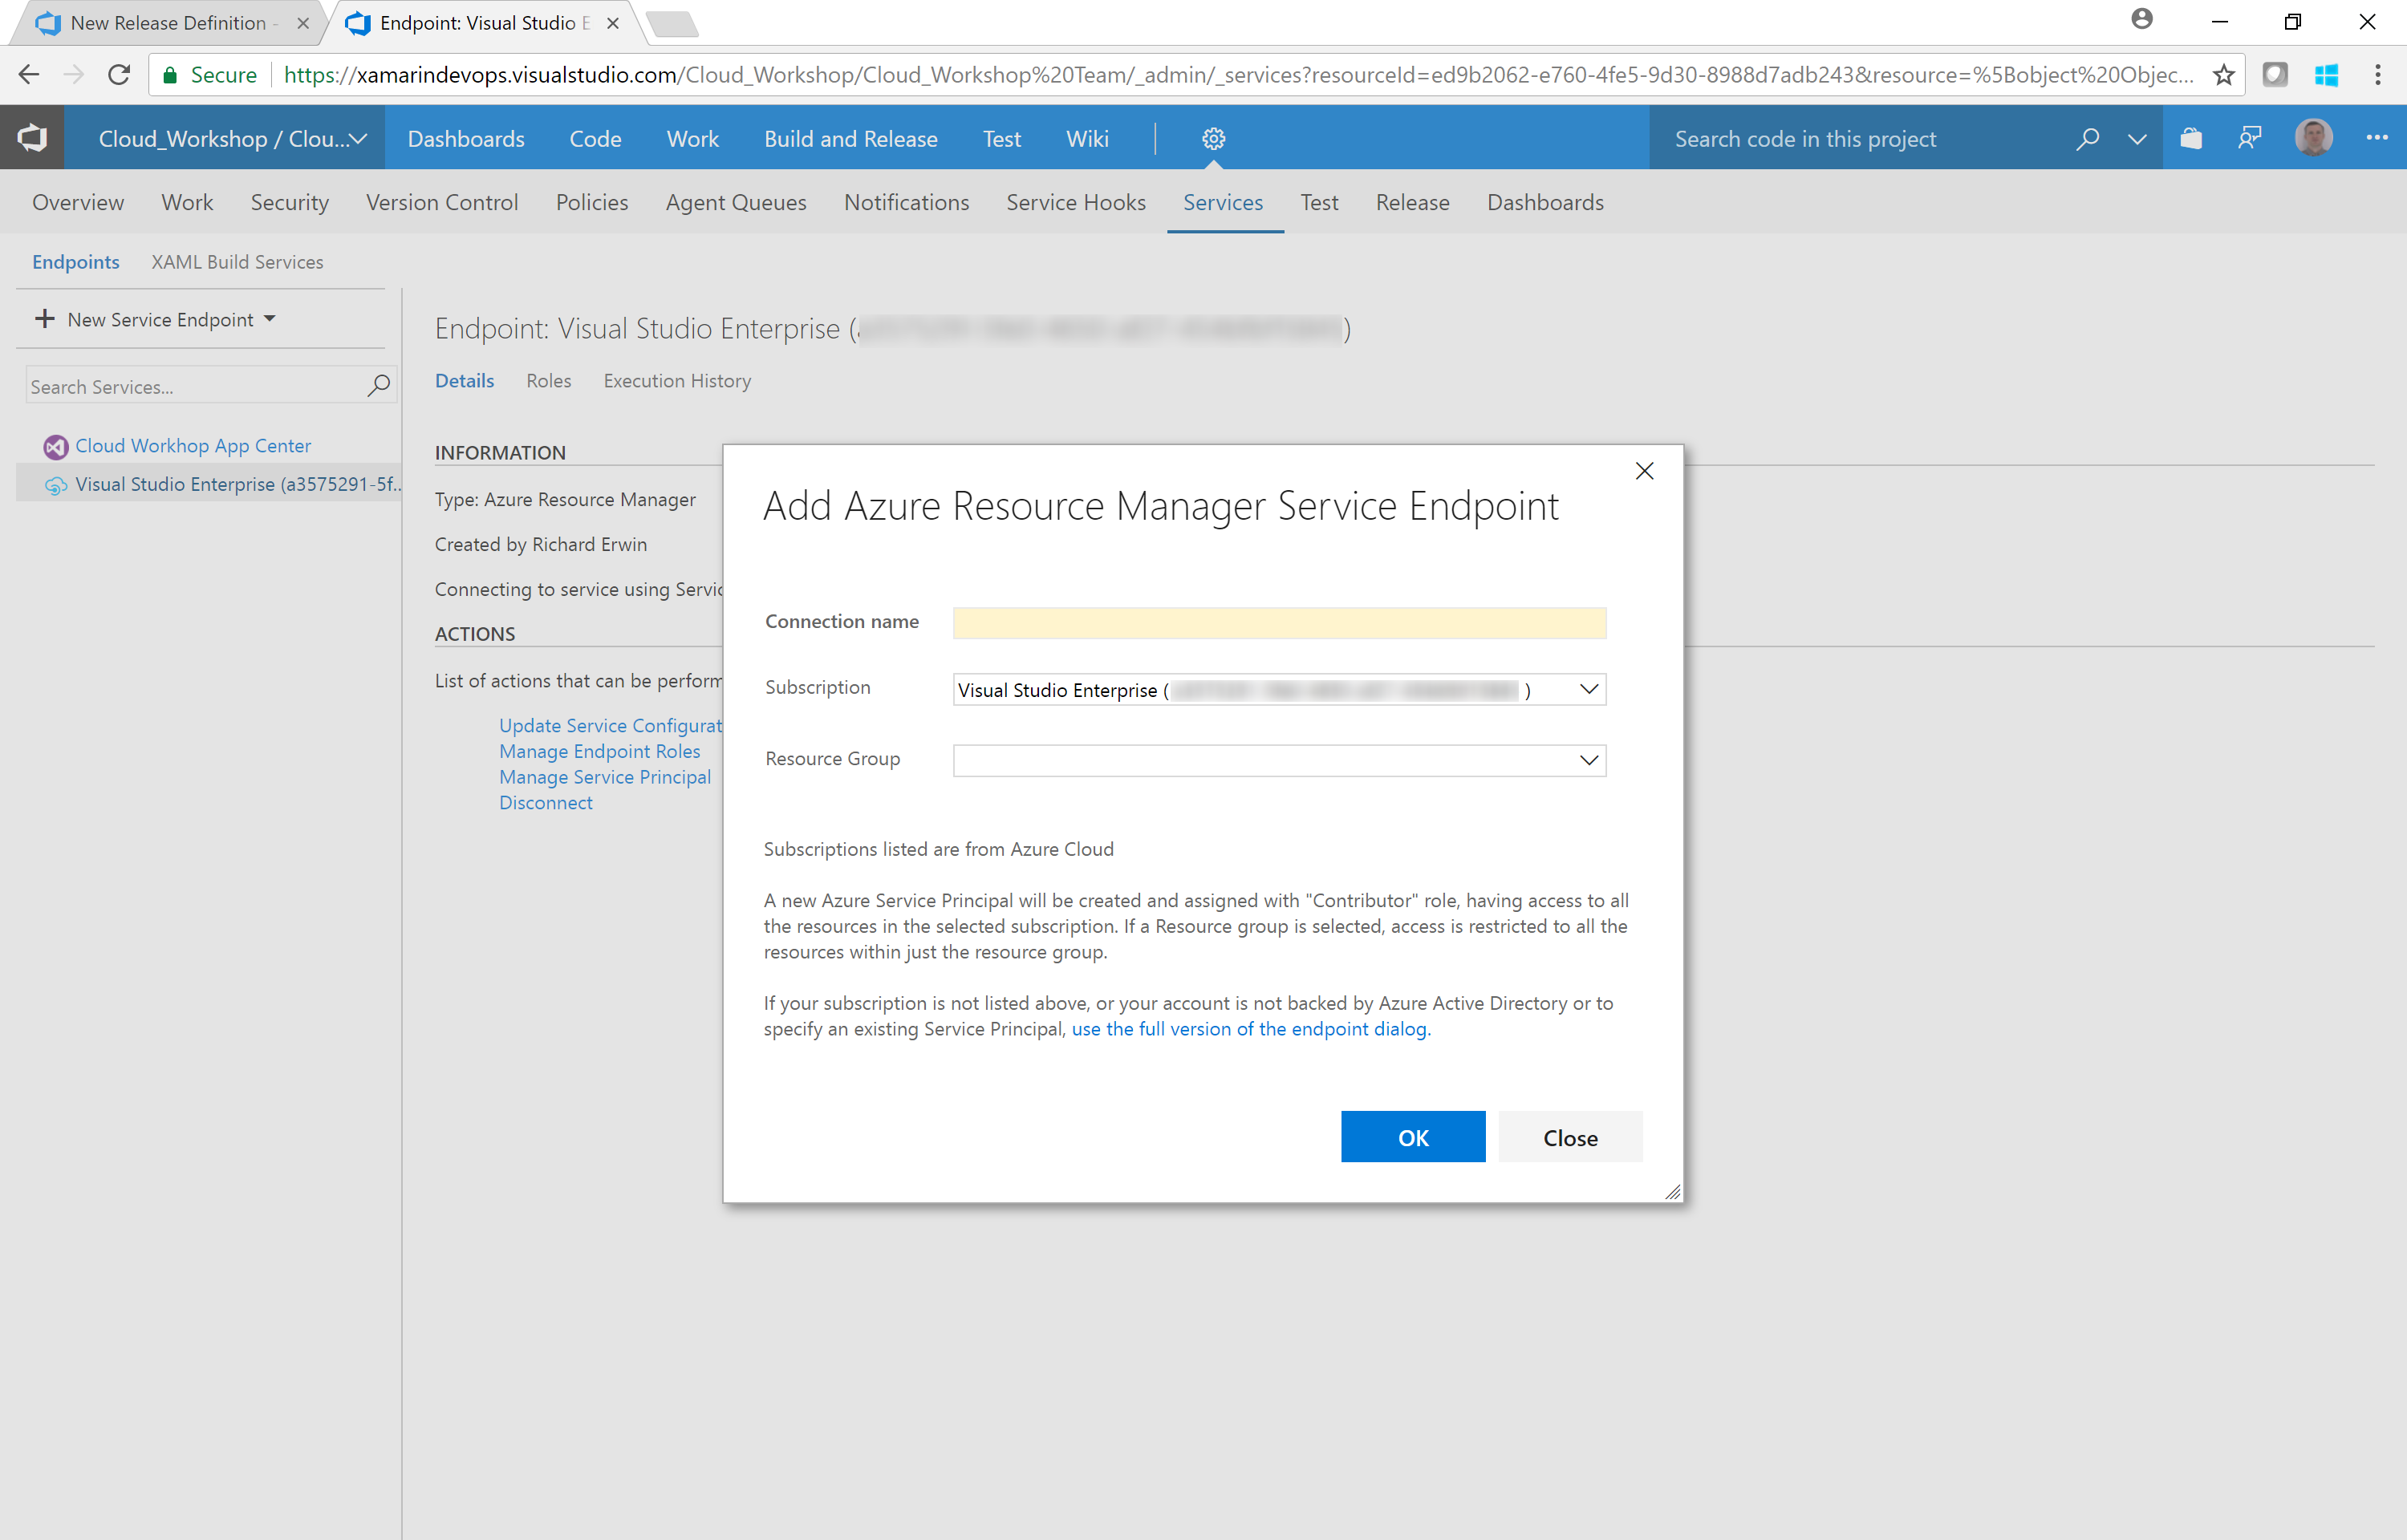 New Release Definition -
Endpoint: Visual Studio E
Secure
https://xamarindevops.visualstudio.com/Cloud_Workshop/Cloud_Workshop%20Team/_admin/_services?resourceId=ed9b2062-e760-4fe5-9d30-8988d7adb243&resource=%5Bobject%20Objec...
Cloud_Workshop / Clou...
Dashboards
Code
Work
Build and Release
Test
Wiki
Search code in this project
Overview
Work
Security
Version Control
Policies
Agent Queues
Notifications
Service Hooks
Services
Test
Release
Dashboards
Endpoints
XAML Build Services
New Service Endpoint
Search Services...
Cloud Workhop App Center
Visual Studio Enterprise (a3575291-5f...
Endpoint: Visual Studio Enterprise ( )
Details
Roles
Execution History
INFORMATION
Type: Azure Resource Manager
Created by Richard Erwin
Connecting to service using Servic
ACTIONS
List of actions that can be perform
Update Service Configurat
Manage Endpoint Roles
Manage Service Principal
Disconnect
Add Azure Resource Manager Service Endpoint
Connection name
Subscription
Visual Studio Enterprise ( )
Resource Group
Subscriptions listed are from Azure Cloud
A new Azure Service Principal will be created and assigned with "Contributor" role, having access to all
the resources in the selected subscription. If a Resource group is selected, access is restricted to all the
resources within just the resource group.
If your subscription is not listed above, or your account is not backed by Azure Active Directory or to
specify an existing Service Principal, use the full version of the endpoint dialog.
OK
Close